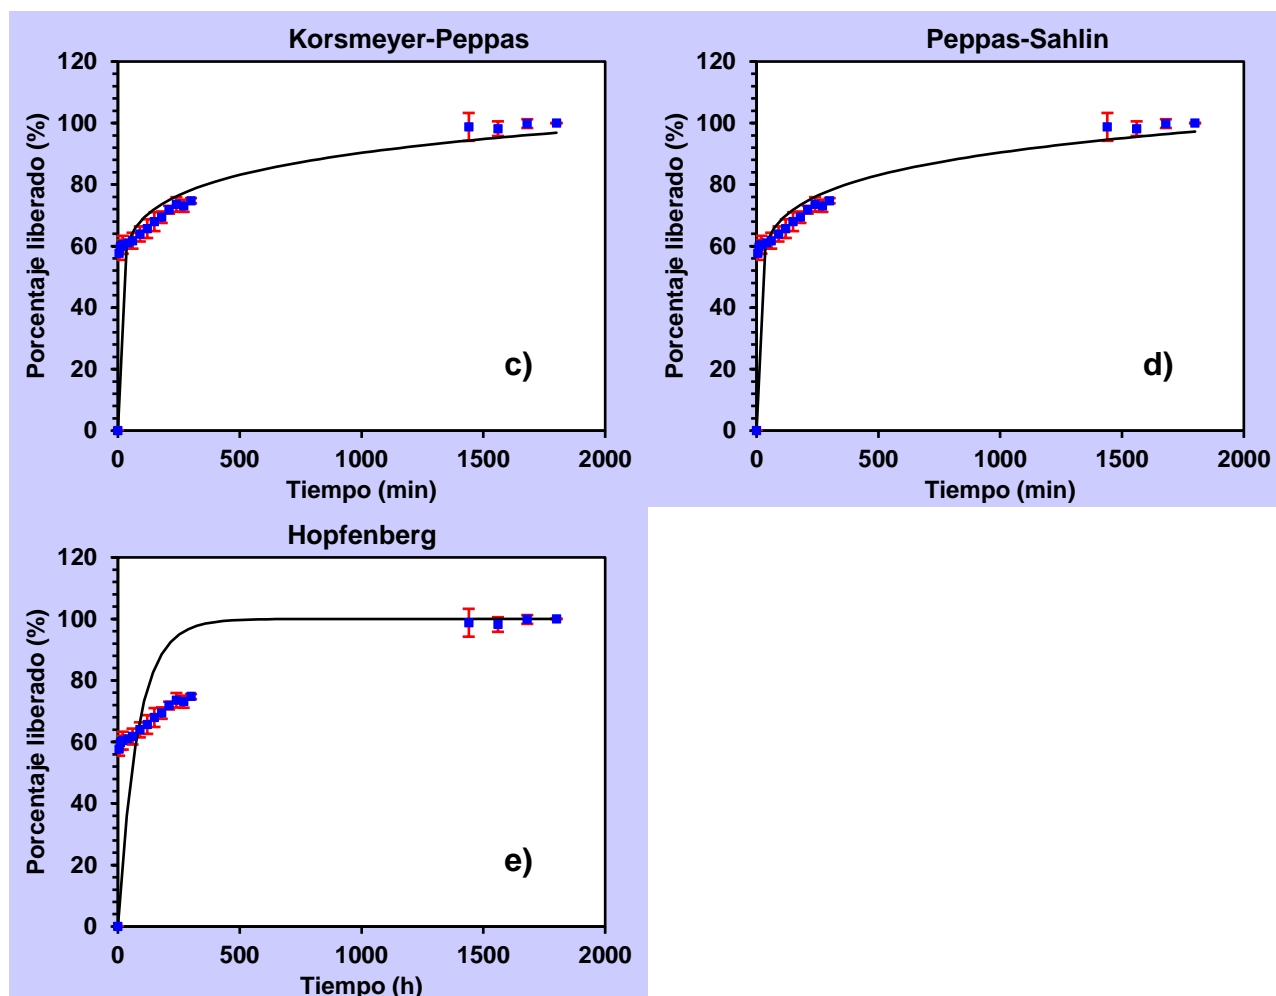 Korsmeyer-Peppas
Porcentaje liberado (%)
120
100
80
60
40
20
0
c)
0 500 1000 1500 2000
Tiempo (min)
Peppas-Sahlin
Porcentaje liberado (%)
120
100
80
60
40
20
0
d)
0 500 1000 1500 2000
Tiempo (min)
Hopfenberg
Porcentaje liberado (%)
120
100
80
60
40
20
0
e)
0 500 1000 1500 2000
Tiempo (h)